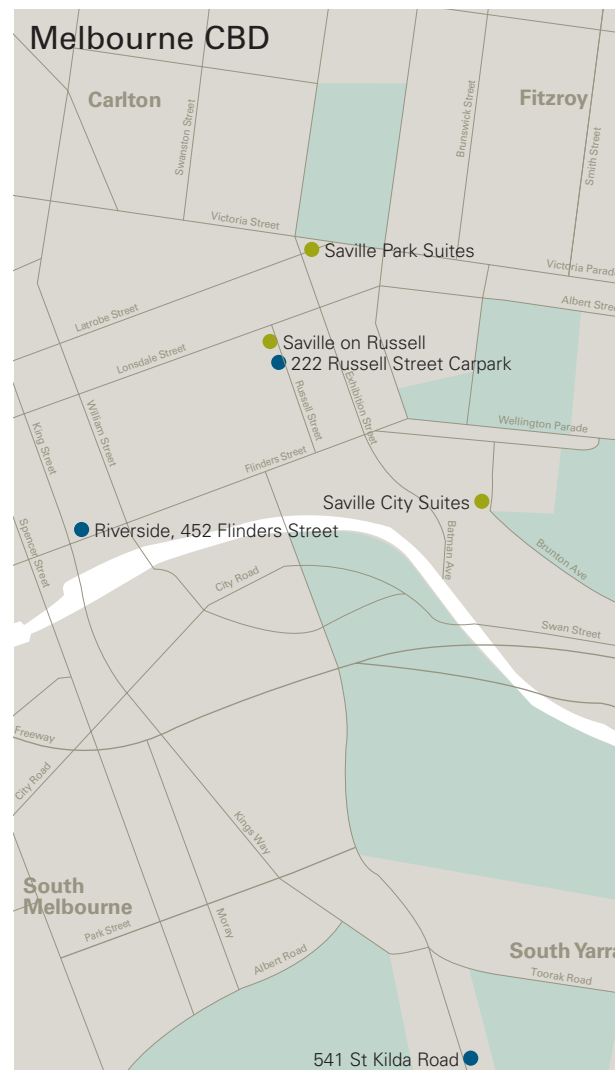 Melbourne CBD
Carlton
Fitzroy
Swanston Street
Brunswick Street
Smith Street
Victoria Street
Saville Park Suites
Victoria Parade
Albert Stree
Latrobe Street
Lonsdale Street
Saville on Russell
222 Russell Street Carpark
Russell Street
Exhibition Street
William Street
King Street
Wellington Parade
Flinders Street
Saville City Suites
Riverside, 452 Flinders Street
Spencer Street
Batman Ave
Brunton Ave
City Road
Swan Street
Freeway
City Road
Kings Way
South
Melbourne
Moray
Park Street
Albert Road
South Yarra
Toorak Road
541 St Kilda Road